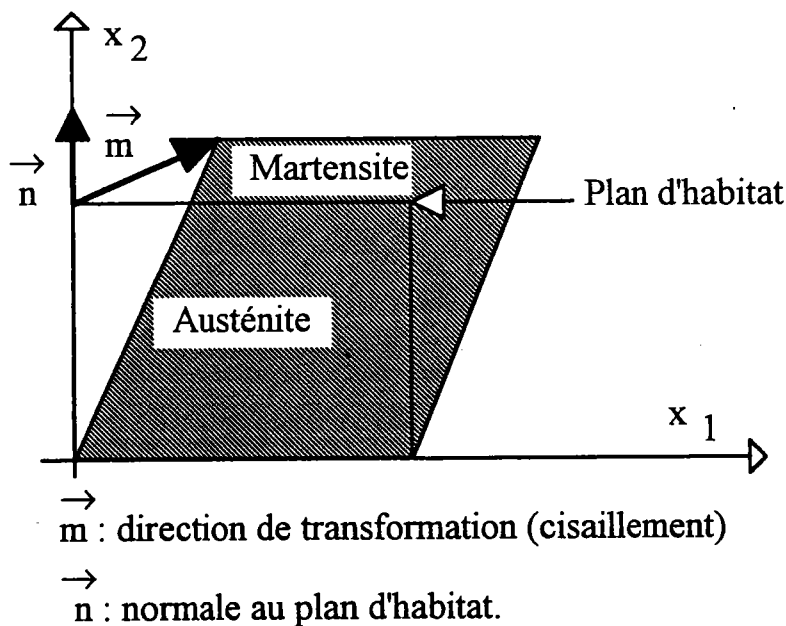 x 2
m
n
Martensite
Plan d'habitat
Austénite
x 1
m : direction de transformation (cisaillement)
n : normale au plan d'habitat.